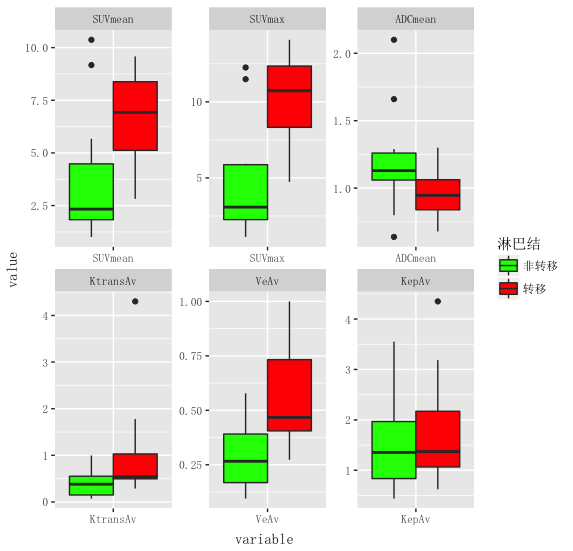 SUVmean SUVmax ADCmean
10.0
7.5
5.0
2.5
10
5
2.0
1.5
1.0
SUVmean SUVmax ADCmean
KtransAv VeAv KepAv
4
3
2
1
0
1.00
0.75
0.50
0.25
4
3
2
1
KtransAv VeAv KepAv
value
variable
淋巴结
非转移
转移